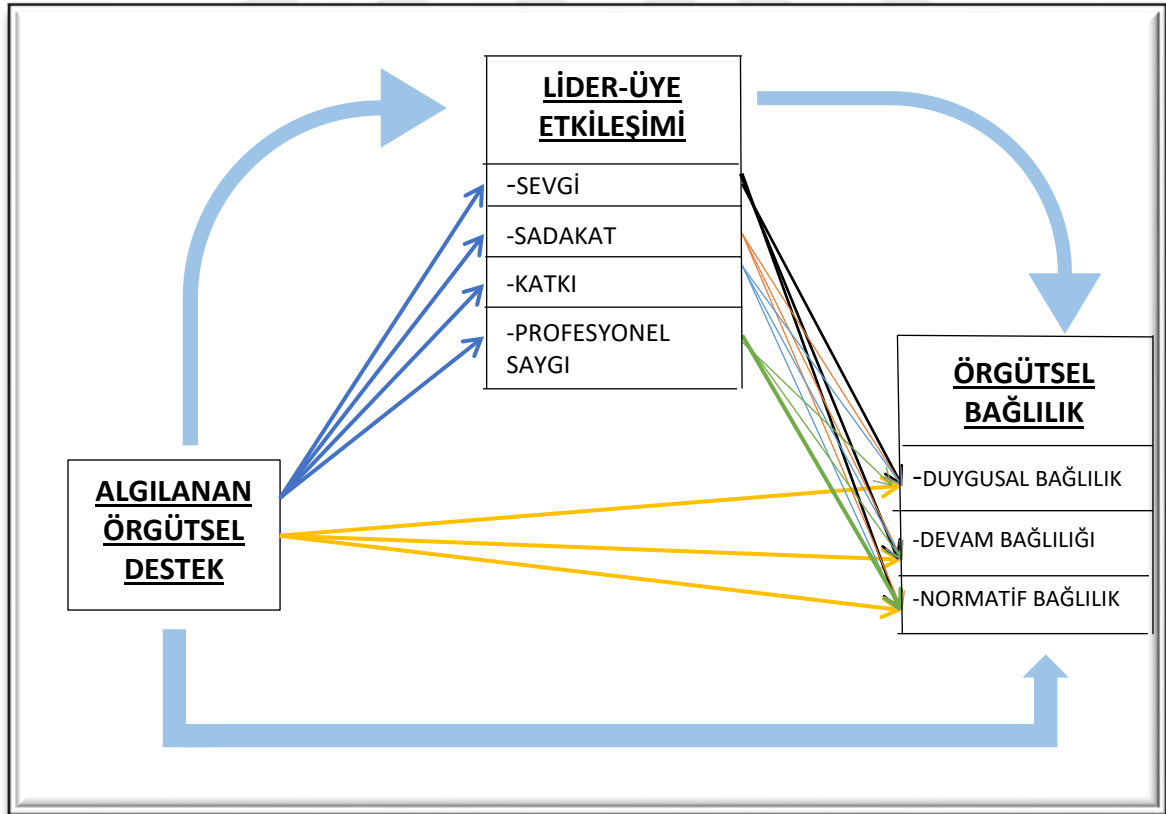 LİDER-ÜYE
ETKİLEŞİMİ
-SEVGİ
-SADAKAT
-KATKI
-PROFESYONEL
SAYGI
ALGILANAN
ÖRGÜTSEL
DESTEK
ÖRGÜTSEL
BAĞLILIK
-DUYGUSAL BAĞLILIK
-DEVAM BAĞLILIĞI
-NORMATİF BAĞLILIK